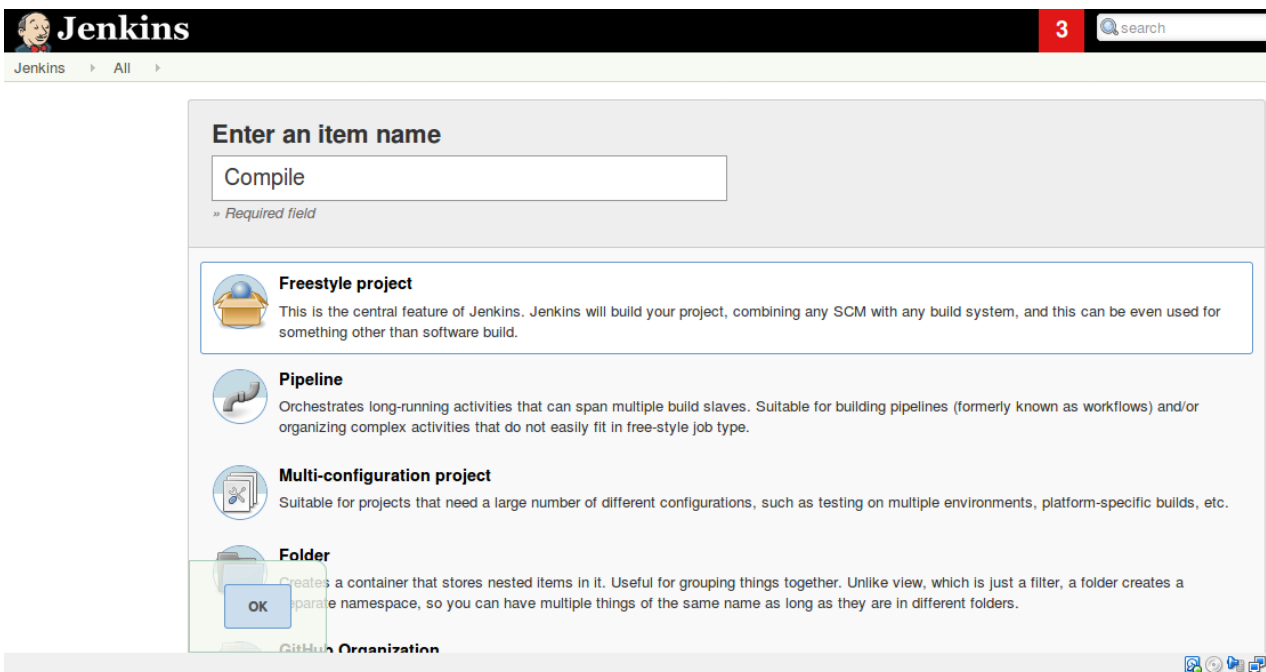 Jenkins
3
search
Jenkins
All
Enter an item name
Compile
» Required field
Freestyle project
This is the central feature of Jenkins. Jenkins will build your project, combining any SCM with any build system, and this can be even used for
something other than software build.
Pipeline
Orchestrates long-running activities that can span multiple build slaves. Suitable for building pipelines (formerly known as workflows) and/or
organizing complex activities that do not easily fit in free-style job type.
Multi-configuration project
Suitable for projects that need a large number of different configurations, such as testing on multiple environments, platform-specific builds, etc.
Folder
Creates a container that stores nested items in it. Useful for grouping things together. Unlike view, which is just a filter, a folder creates a
separate namespace, so you can have multiple things of the same name as long as they are in different folders.
OK
GitHub Organization